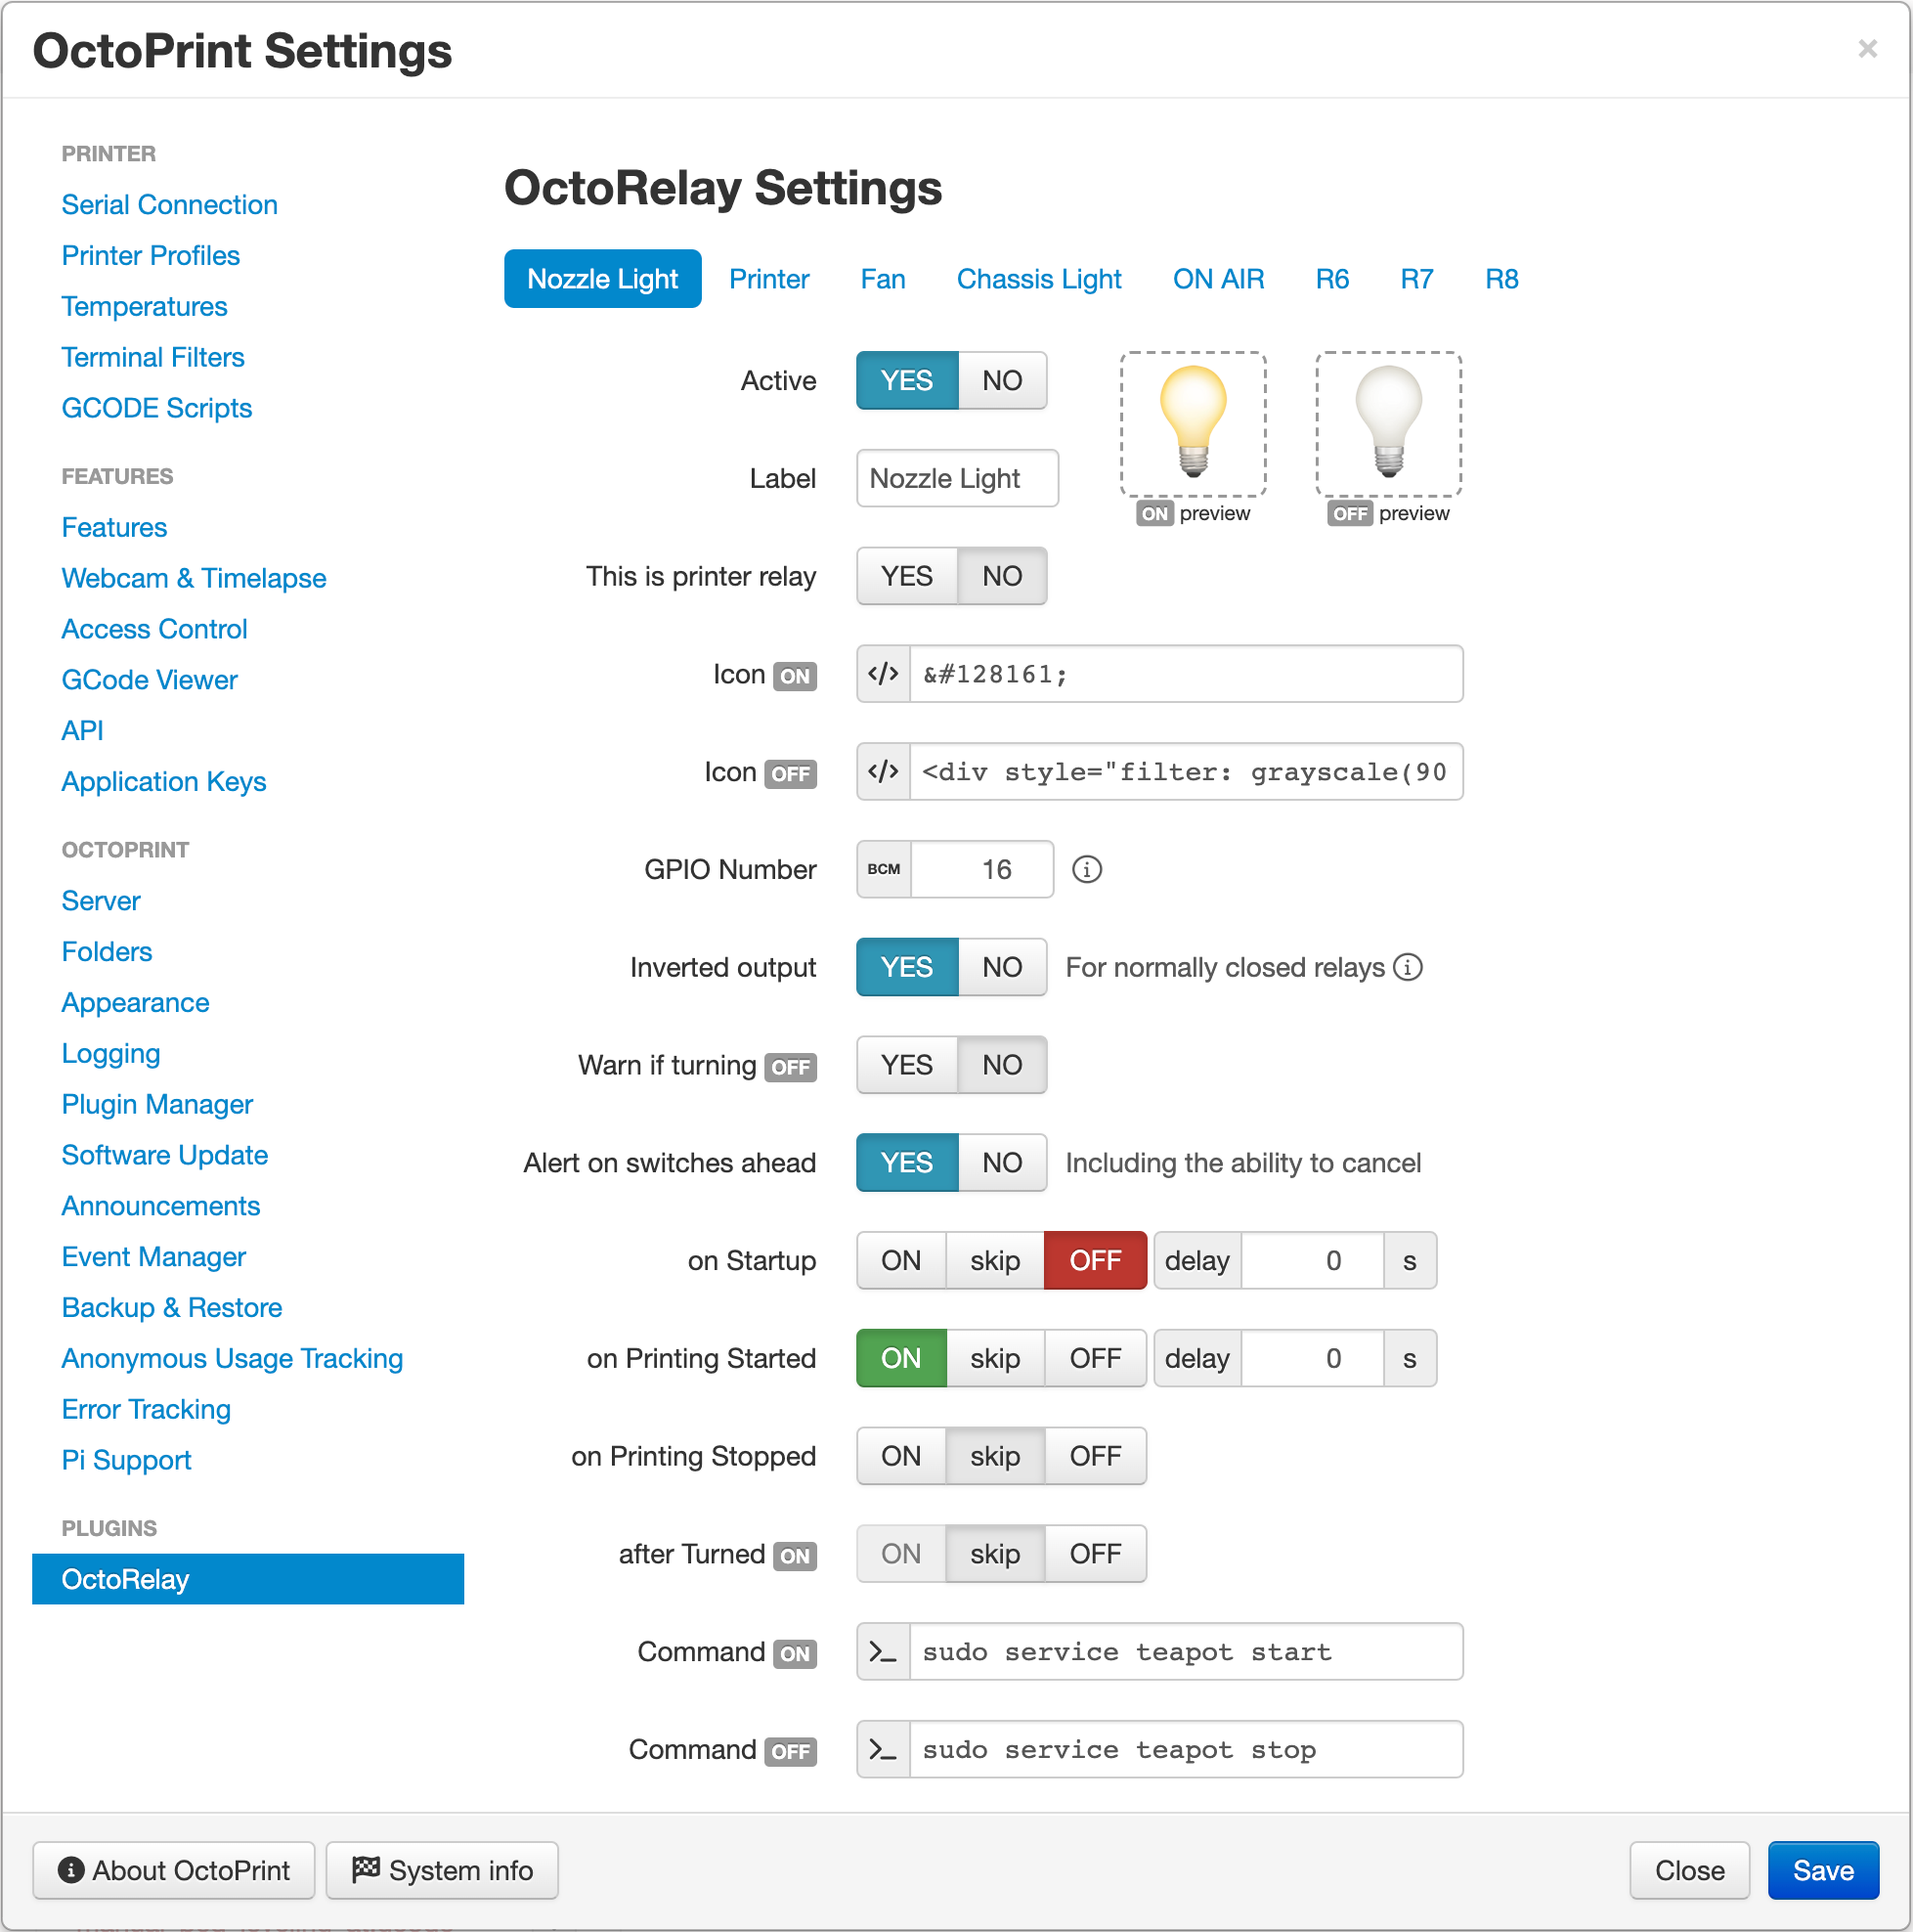 OctoPrint Settings
×
PRINTER
Serial Connection
Printer Profiles
Temperatures
Terminal Filters
GCODE Scripts
FEATURES
Features
Webcam & Timelapse
Access Control
GCode Viewer
API
Application Keys
OCTOPRINT
Server
Folders
Appearance
Logging
Plugin Manager
Software Update
Announcements
Event Manager
Backup & Restore
Anonymous Usage Tracking
Error Tracking
Pi Support
PLUGINS
OctoRelay
OctoRelay Settings
Nozzle Light Printer Fan Chassis Light ON AIR R6 R7 R8
Active YES NO
Label Nozzle Light
ON preview OFF preview
This is printer relay YES NO
Icon ON </> &#128161;
Icon OFF </> <div style="filter: grayscale(90
GPIO Number BCM 16
Inverted output YES NO For normally closed relays
Warn if turning OFF YES NO
Alert on switches ahead YES NO Including the ability to cancel
on Startup ON skip OFF delay 0 s
on Printing Started ON skip OFF delay 0 s
on Printing Stopped ON skip OFF
after Turned ON ON skip OFF
Command ON >_ sudo service teapot start
Command OFF >_ sudo service teapot stop
About OctoPrint System info Close Save